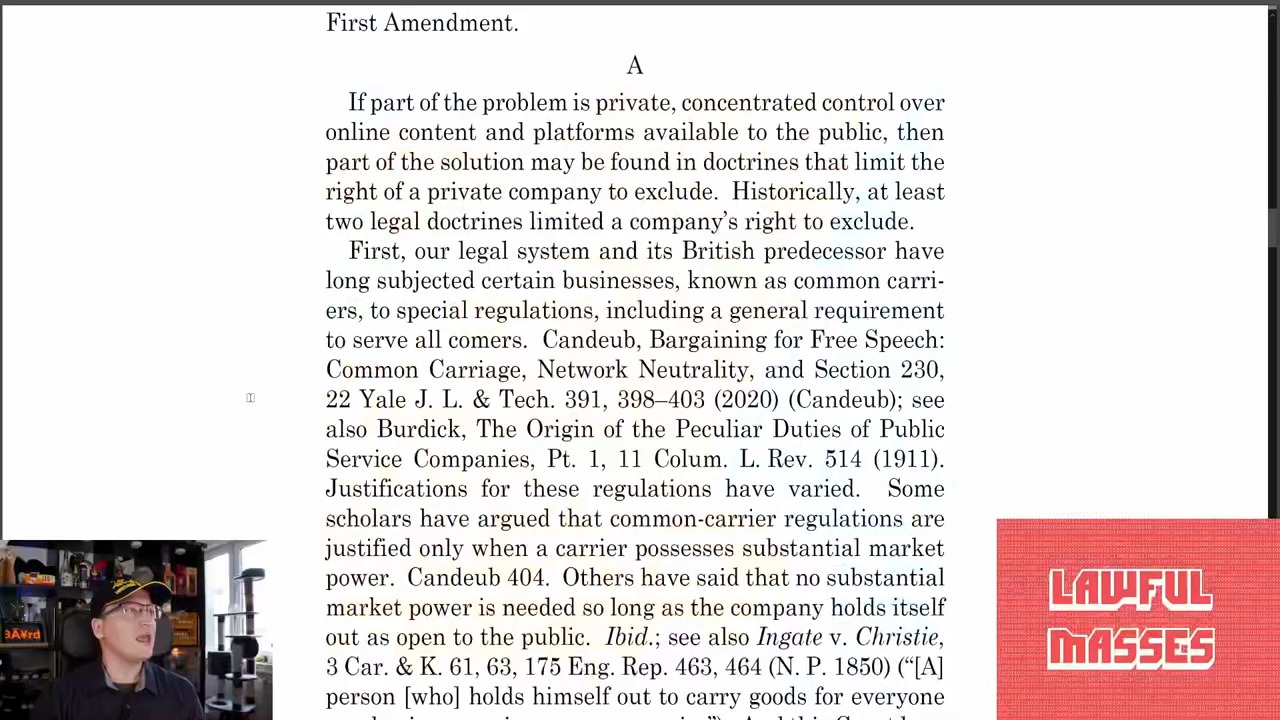 First Amendment.
A
If part of the problem is private, concentrated control over
online content and platforms available to the public, then
part of the solution may be found in doctrines that limit the
right of a private company to exclude. Historically, at least
two legal doctrines limited a company's right to exclude.
First, our legal system and its British predecessor have
long subjected certain businesses, known as common carri-
ers, to special regulations, including a general requirement
to serve all comers. Candeub, Bargaining for Free Speech:
Common Carriage, Network Neutrality, and Section 230,
22 Yale J. L. & Tech. 391, 398–403 (2020) (Candeub); see
also Burdick, The Origin of the Peculiar Duties of Public
Service Companies, Pt. 1, 11 Colum. L. Rev. 514 (1911).
Justifications for these regulations have varied. Some
scholars have argued that common-carrier regulations are
justified only when a carrier possesses substantial market
power. Candeub 404. Others have said that no substantial
market power is needed so long as the company holds itself
out as open to the public. Ibid.; see also Ingate v. Christie,
3 Car. & K. 61, 63, 175 Eng. Rep. 463, 464 (N. P. 1850) (“[A]
person [who] holds himself out to carry goods for everyone
LAWFUL
MASSES